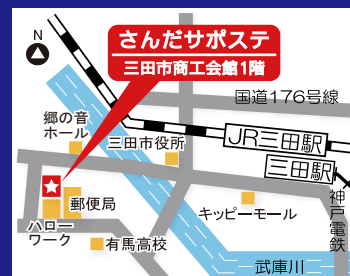 N
さんだサポステ
三田市商工会館1階
国道176号線
郷の音
ホール
三田市役所
JR三田駅
三田駅
神戸電鉄
郵便局
ハロー
ワーク
キッピーモール
有馬高校
武庫川